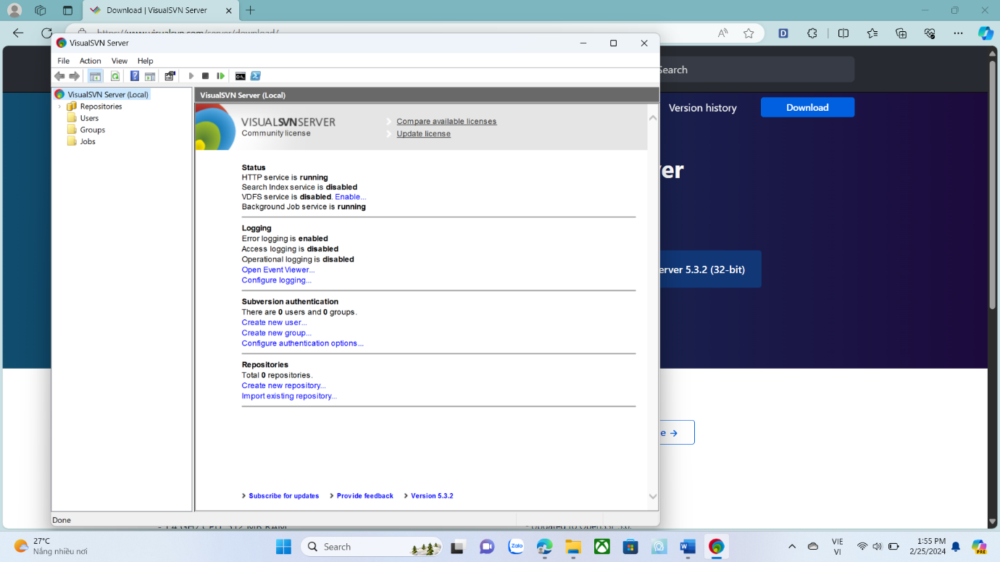 Download | VisualSVN Server
https://www.visualsvn.com/server/download/
VisualSVN Server
File Action View Help
VisualSVN Server (Local)
Repositories
Users
Groups
Jobs
VisualSVN Server (Local)
VISUALSVNSERVER
Community license
Compare available licenses
Update license
Status
HTTP service is running
Search Index service is disabled
VDFS service is disabled. Enable...
Background Job service is running
Logging
Error logging is enabled
Access logging is disabled
Operational logging is disabled
Open Event Viewer...
Configure logging...
Subversion authentication
There are 0 users and 0 groups.
Create new user...
Create new group...
Configure authentication options...
Repositories
Total 0 repositories.
Create new repository...
Import existing repository...
Subscribe for updates Provide feedback Version 5.3.2
Done
Search
Version history Download
er
erver 5.3.2 (32-bit)
e →
27°C
Nắng nhiều nơi
Search
Zalo
VIE
VI
1:55 PM
2/25/2024
PRE